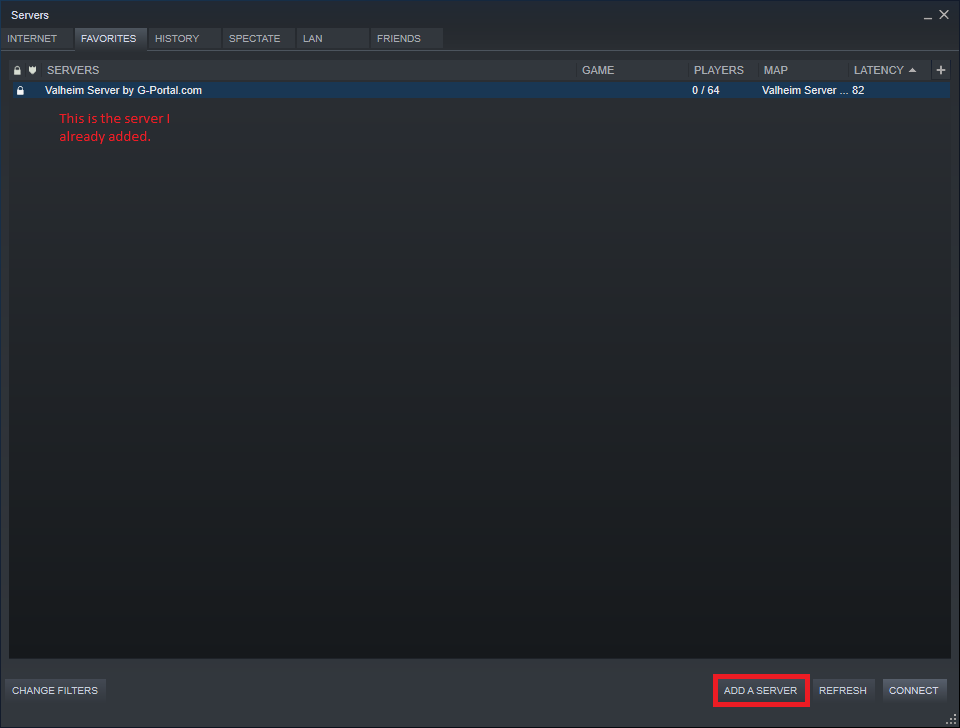 Servers
INTERNET FAVORITES HISTORY SPECTATE LAN FRIENDS
SERVERS GAME PLAYERS MAP LATENCY
Valheim Server by G-Portal.com 0 / 64 Valheim Server ... 82
This is the server I
already added.
CHANGE FILTERS ADD A SERVER REFRESH CONNECT